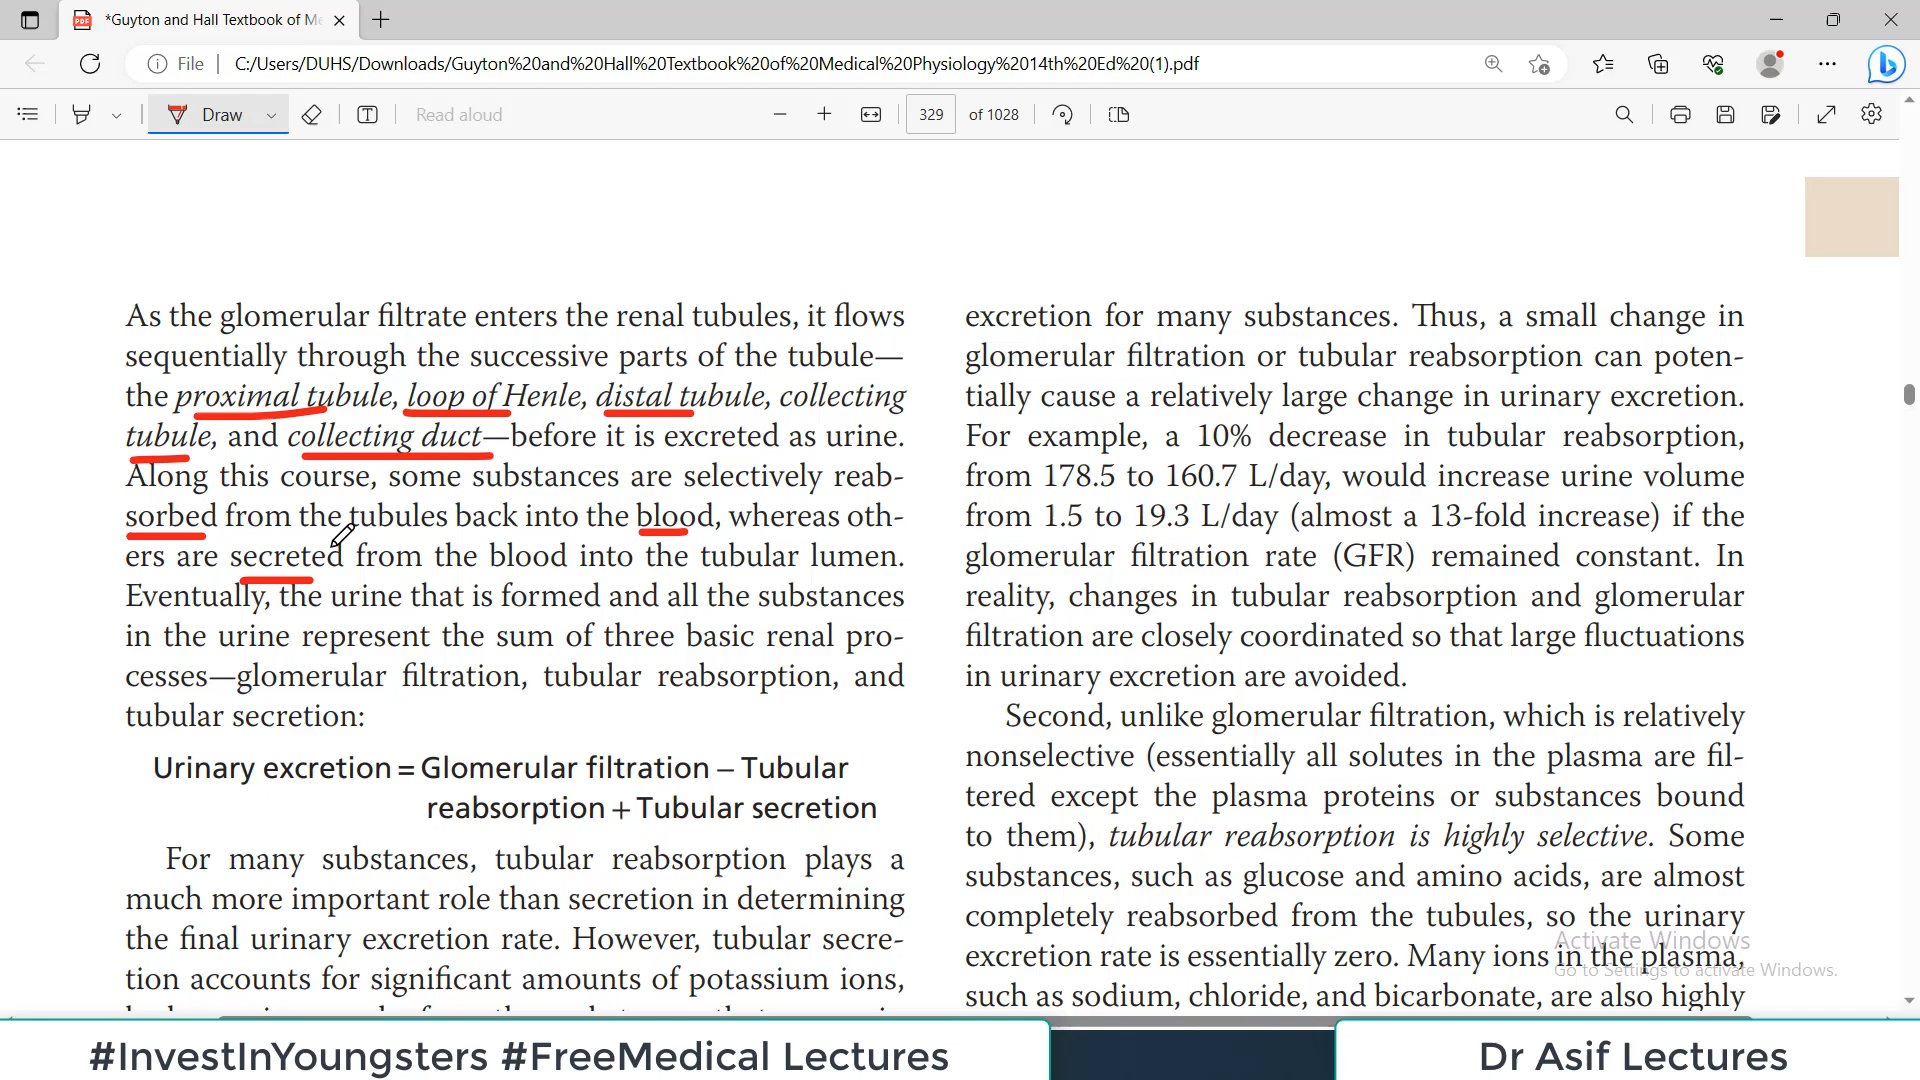 *Guyton and Hall Textbook of Me
File
C:/Users/DUHS/Downloads/Guyton%20and%20Hall%20Textbook%20of%20Medical%20Physiology%2014th%20Ed%20(1).pdf
Draw
Read aloud
329 of 1028
As the glomerular filtrate enters the renal tubules, it flows
sequentially through the successive parts of the tubule—
the proximal tubule, loop of Henle, distal tubule, collecting
tubule, and collecting duct—before it is excreted as urine.
Along this course, some substances are selectively reab-
sorbed from the tubules back into the blood, whereas oth-
ers are secreted from the blood into the tubular lumen.
Eventually, the urine that is formed and all the substances
in the urine represent the sum of three basic renal pro-
cesses—glomerular filtration, tubular reabsorption, and
tubular secretion:
Urinary excretion = Glomerular filtration – Tubular
reabsorption + Tubular secretion
For many substances, tubular reabsorption plays a
much more important role than secretion in determining
the final urinary excretion rate. However, tubular secre-
tion accounts for significant amounts of potassium ions,
excretion for many substances. Thus, a small change in
glomerular filtration or tubular reabsorption can poten-
tially cause a relatively large change in urinary excretion.
For example, a 10% decrease in tubular reabsorption,
from 178.5 to 160.7 L/day, would increase urine volume
from 1.5 to 19.3 L/day (almost a 13-fold increase) if the
glomerular filtration rate (GFR) remained constant. In
reality, changes in tubular reabsorption and glomerular
filtration are closely coordinated so that large fluctuations
in urinary excretion are avoided.
Second, unlike glomerular filtration, which is relatively
nonselective (essentially all solutes in the plasma are fil-
tered except the plasma proteins or substances bound
to them), tubular reabsorption is highly selective. Some
substances, such as glucose and amino acids, are almost
completely reabsorbed from the tubules, so the urinary
excretion rate is essentially zero. Many ions in the plasma,
such as sodium, chloride, and bicarbonate, are also highly
Activate Windows
Go to Settings to activate Windows.
#InvestInYoungsters #FreeMedical Lectures
Dr Asif Lectures